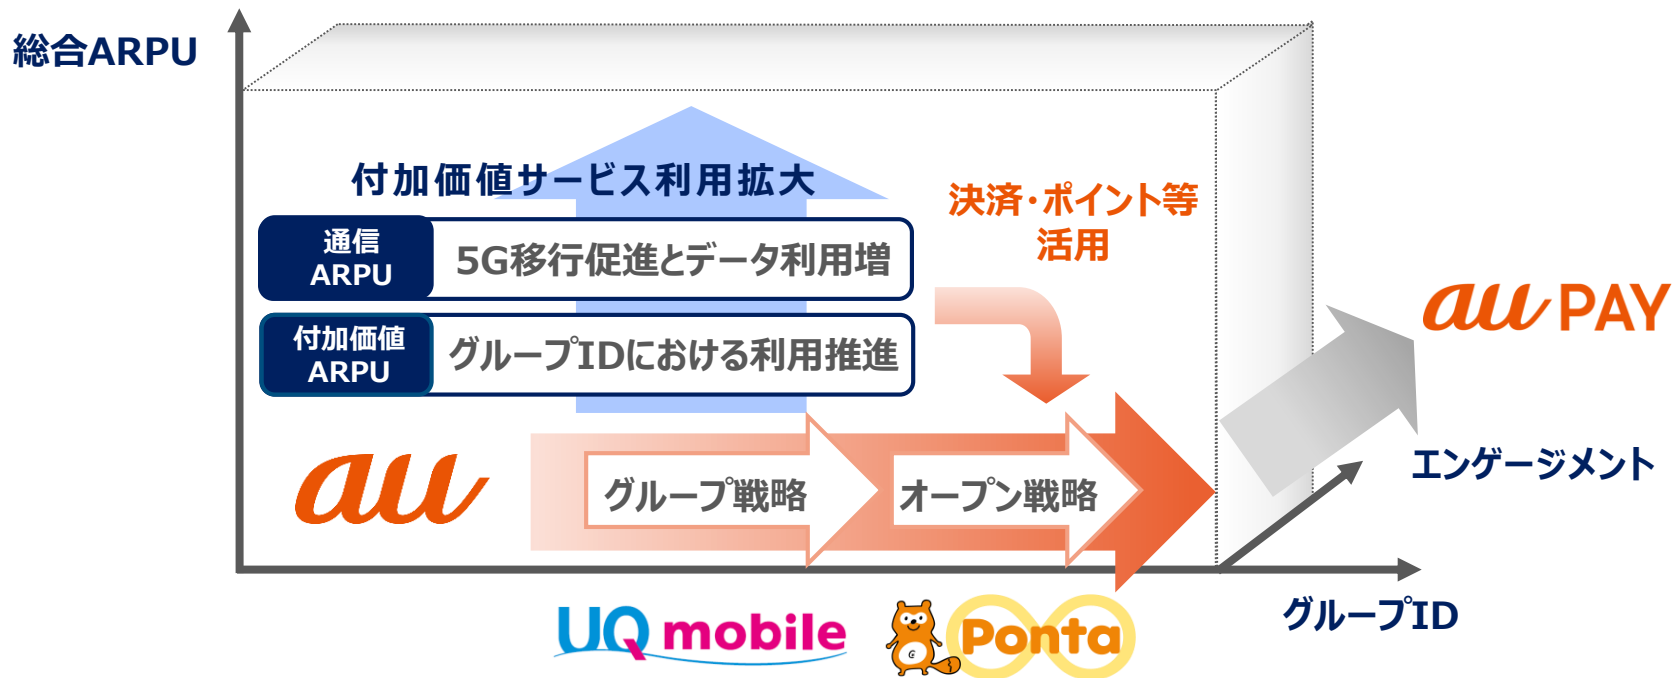 総合ARPU
付加価値サービス利用拡大
決済・ポイント等
活用
通信
ARPU
5G移行促進とデータ利用増
付加価値
ARPU
グループIDにおける利用推進
au PAY
エンゲージメント
au
グループ戦略
オープン戦略
グループID
UQ mobile
Ponta